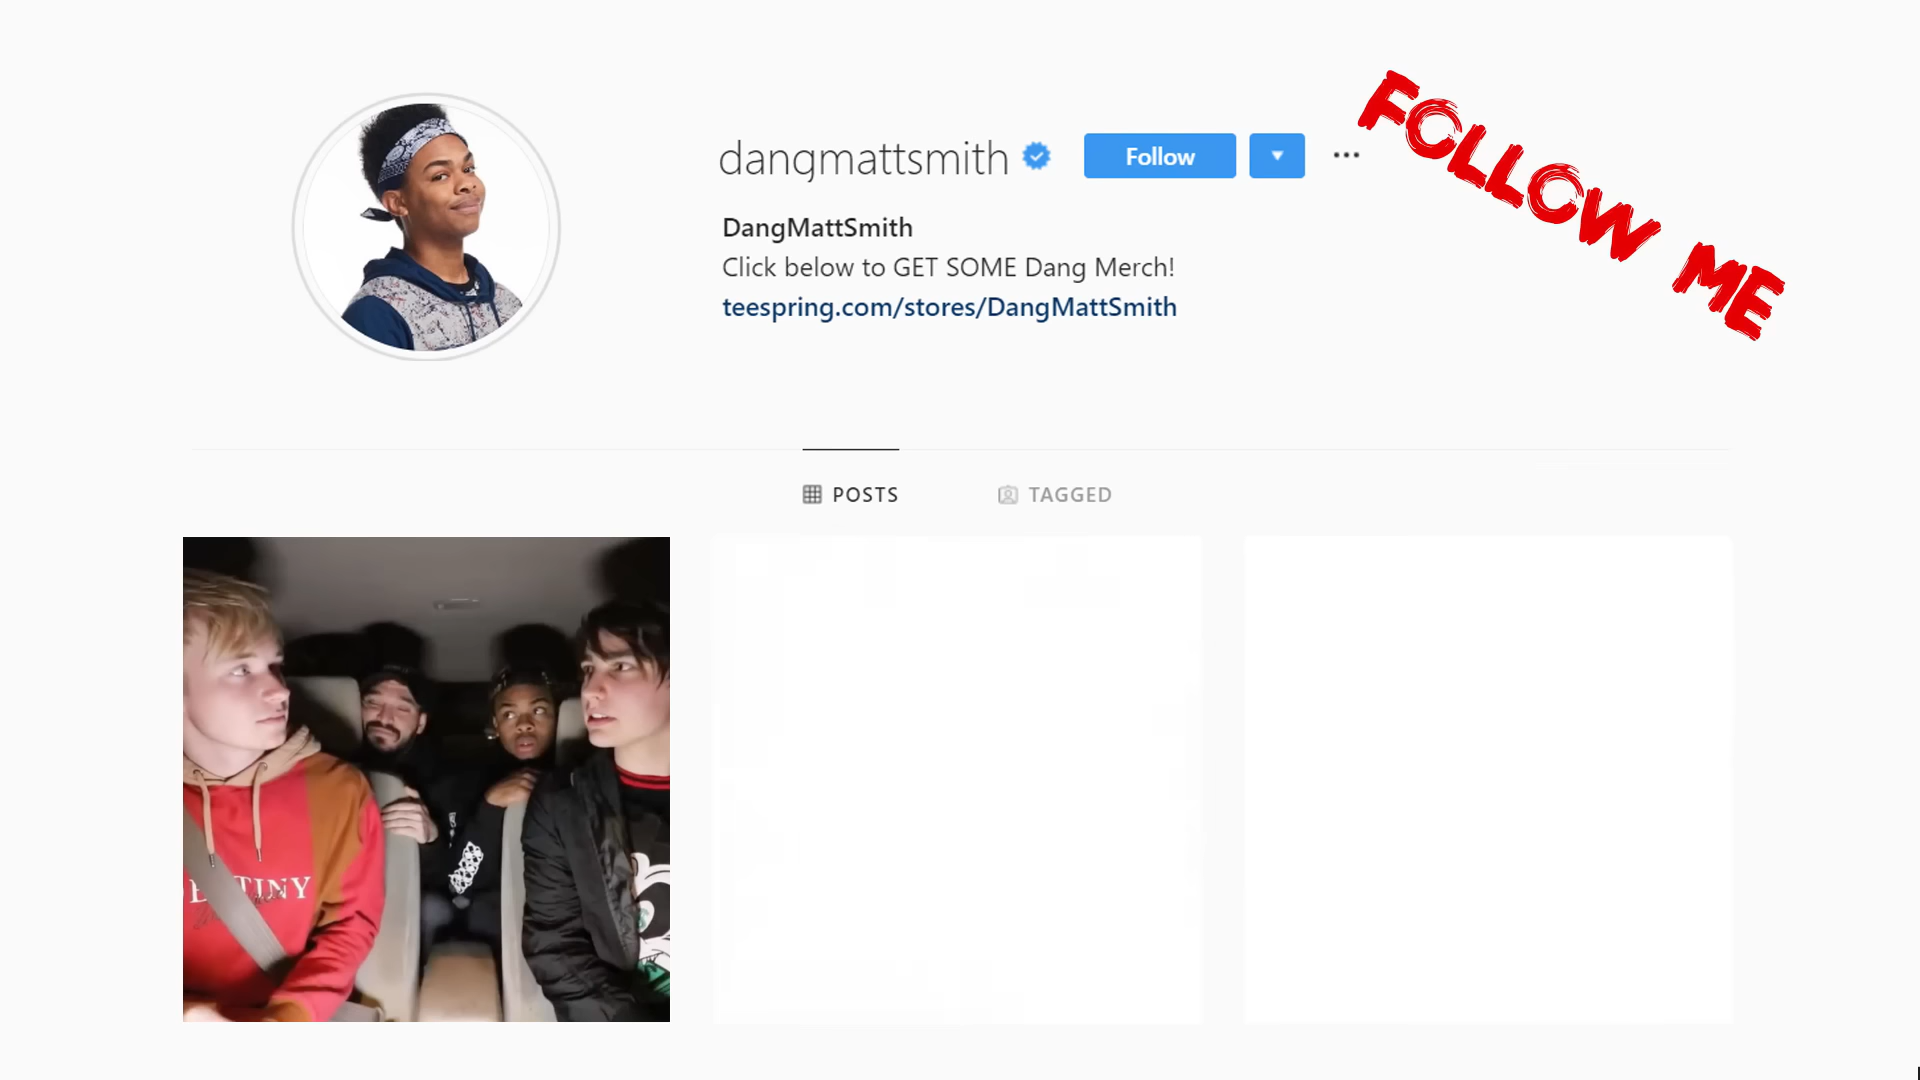 dangmattsmith
Follow
FOLLOW ME
DangMattSmith
Click below to GET SOME Dang Merch!
teespring.com/stores/DangMattSmith
POSTS
TAGGED